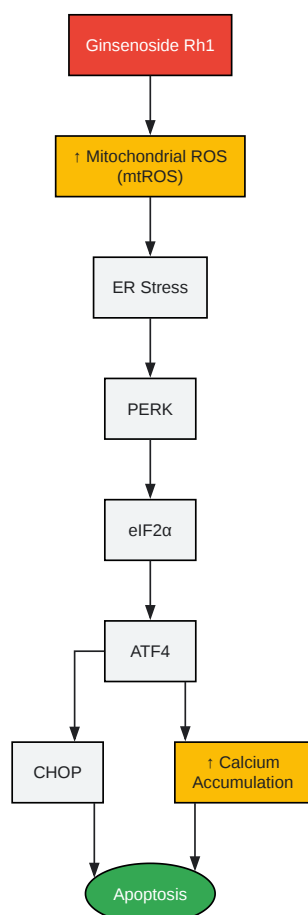 Ginsenoside Rh1
↑ Mitochondrial ROS
(mtROS)
ER Stress
PERK
eIF2α
ATF4
CHOP
↑ Calcium
Accumulation
Apoptosis